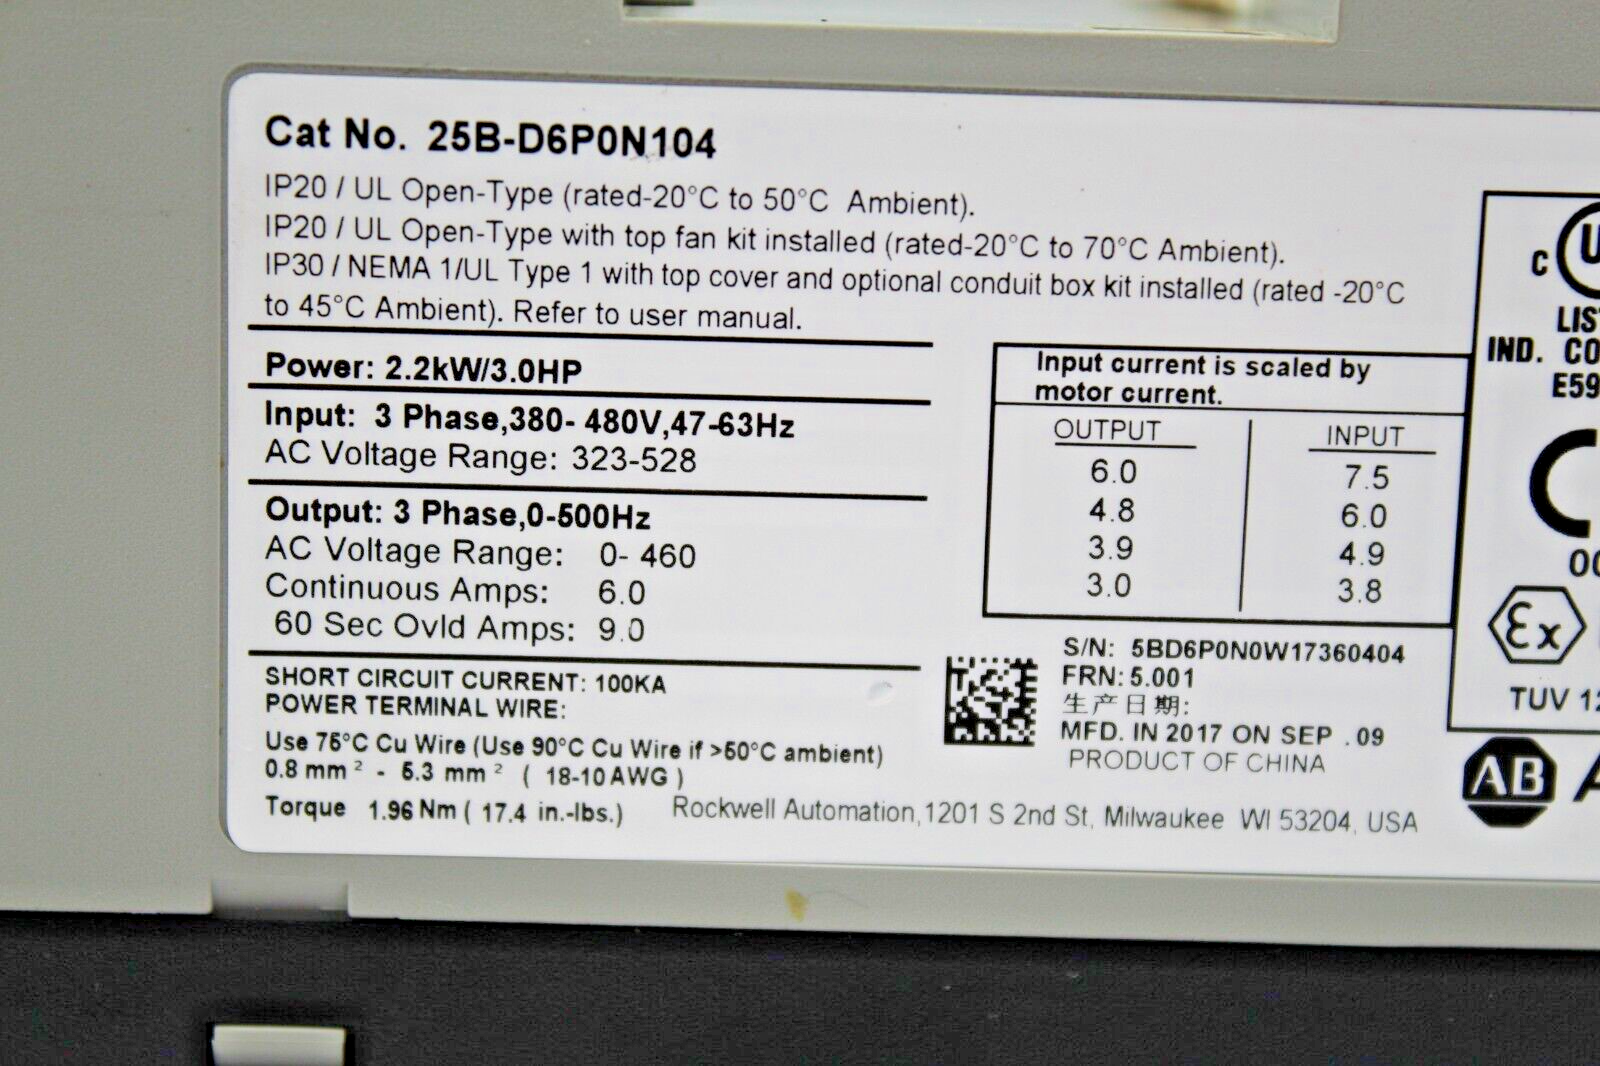 Cat No. 25B-D6P0N104
IP20 / UL Open-Type (rated-20°C to 50°C Ambient).
IP20 / UL Open-Type with top fan kit installed (rated-20°C to 70°C Ambient).
IP30 / NEMA 1/UL Type 1 with top cover and optional conduit box kit installed (rated -20°C
to 45°C Ambient). Refer to user manual.
Power: 2.2kW/3.0HP
Input: 3 Phase,380- 480V,47-63Hz
AC Voltage Range: 323-528
Output: 3 Phase,0-500Hz
AC Voltage Range: 0- 460
Continuous Amps: 6.0
60 Sec Ovld Amps: 9.0
SHORT CIRCUIT CURRENT: 100KA
POWER TERMINAL WIRE:
Use 75°C Cu Wire (Use 90°C Cu Wire if >50°C ambient)
0.8 mm² - 5.3 mm² ( 18-10 AWG )
Torque 1.96 Nm ( 17.4 in.-lbs.)
Input current is scaled by
motor current.
OUTPUT INPUT
6.0 7.5
4.8 6.0
3.9 4.9
3.0 3.8
S/N: 5BD6P0N0W17360404
FRN: 5.001
生产日期:
MFD. IN 2017 ON SEP .09
PRODUCT OF CHINA
Rockwell Automation,1201 S 2nd St, Milwaukee WI 53204, USA
C U
LIS
IND. CO
E59
CE
Ex
TUV 12
AB A